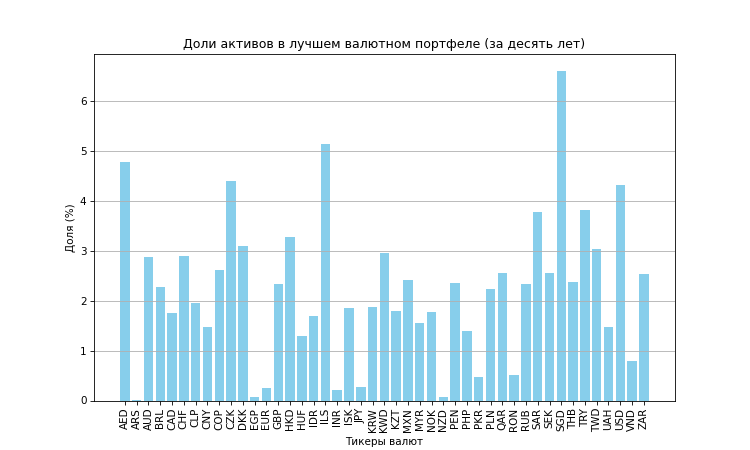 Доли активов в лучшем валютном портфеле (за десять лет)
Доля (%)
6
5
4
3
2
1
0
AED ARS AUD BRL CAD CHF CLP CNY COP CZK DKK EGP EUR GBP HKD HUF IDR ILS INR ISK JPY KRW KWD KZT MXN MYR NOK NZD PEN PHP PKR PLN QAR RON RUB SAR SEK SGD THB TRY TWD UAH USD VND ZAR
Тикеры валют